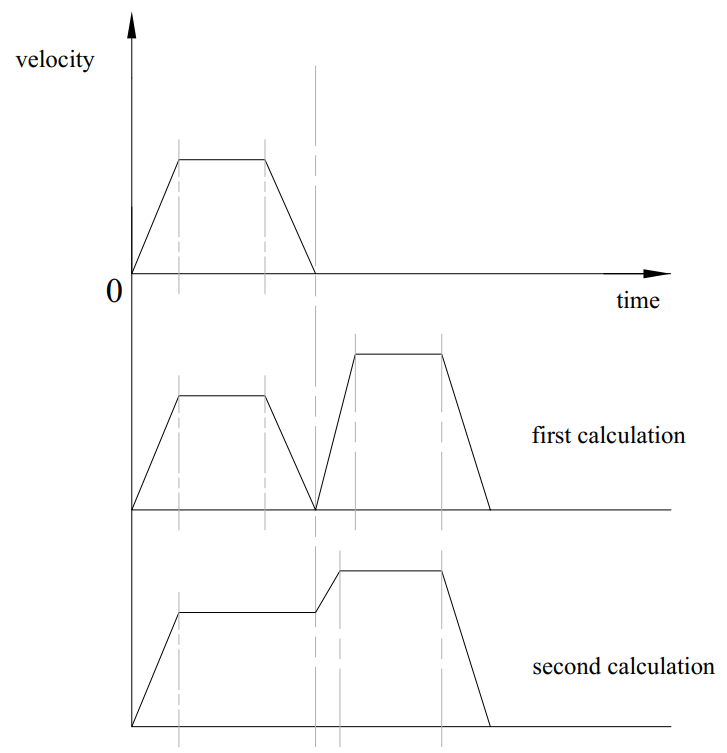 velocity
0
time
first calculation
second calculation